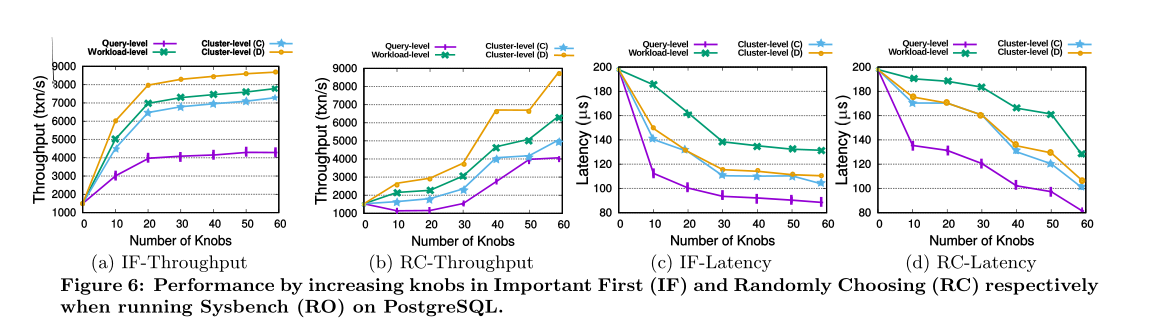 Query-level
Workload-level
Cluster-level (C)
Cluster-level (D)
9000
8000
7000
6000
5000
4000
3000
2000
1000
0 10 20 30 40 50 60
Throughput (txn/s)
Number of Knobs
(a) IF-Throughput
Query-level
Workload-level
Cluster-level (C)
Cluster-level (D)
9000
8000
7000
6000
5000
4000
3000
2000
1000
0 10 20 30 40 50 60
Throughput (txn/s)
Number of Knobs
(b) RC-Throughput
Query-level
Workload-level
Cluster-level (C)
Cluster-level (D)
200
180
160
140
120
100
80
0 10 20 30 40 50 60
Latency (μs)
Number of Knobs
(c) IF-Latency
Query-level
Workload-level
Cluster-level (C)
Cluster-level (D)
200
180
160
140
120
100
80
0 10 20 30 40 50 60
Latency (μs)
Number of Knobs
(d) RC-Latency
Figure 6: Performance by increasing knobs in Important First (IF) and Randomly Choosing (RC) respectively
when running Sysbench (RO) on PostgreSQL.